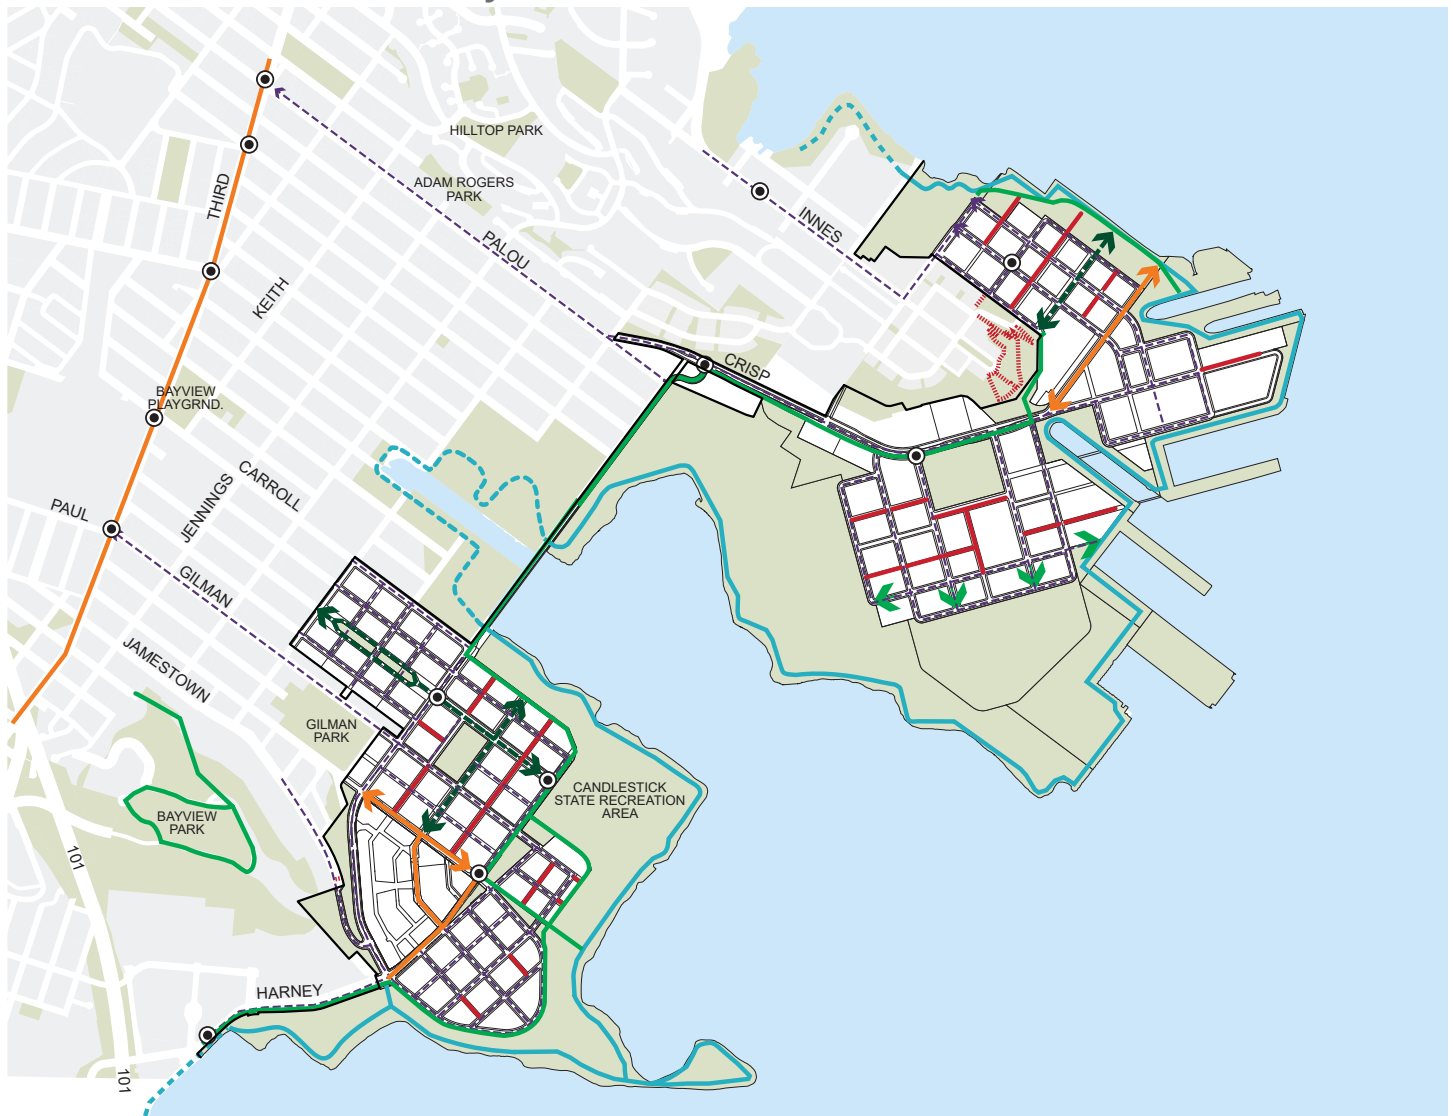 HILLTOP PARK
ADAM ROGERS
PARK
THIRD
INNES
PALOU
KEITH
CRISP
BAYVIEW
PLAYGRND.
CARROLL
JENNINGS
PAUL
GILMAN
JAMESTOWN
GILMAN
PARK
CANDLESTICK
STATE RECREATION
AREA
BAYVIEW
PARK
101
HARNEY
101